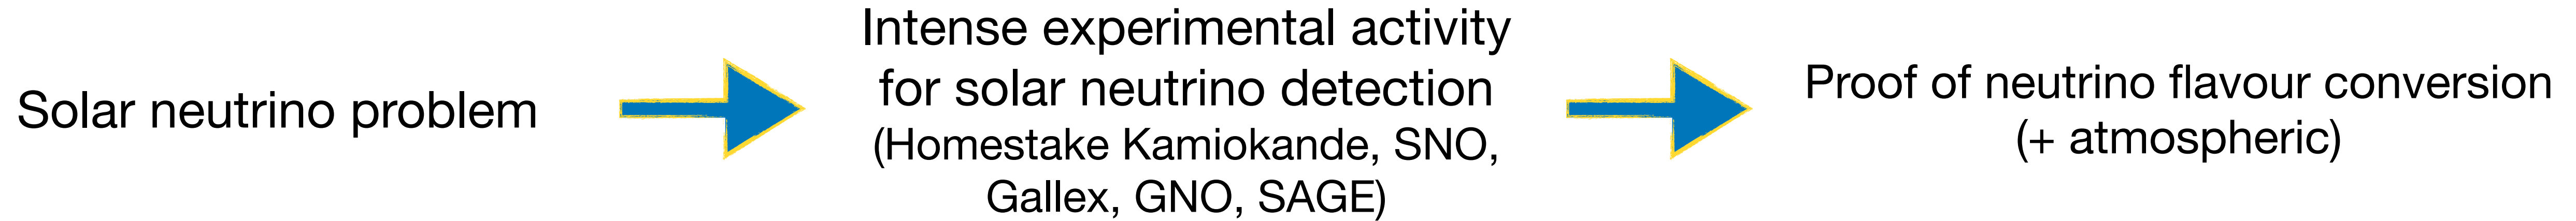 Solar neutrino problem
Intense experimental activity
for solar neutrino detection
(Homestake Kamiokande, SNO,
Gallex, GNO, SAGE)
Proof of neutrino flavour conversion
(+ atmospheric)